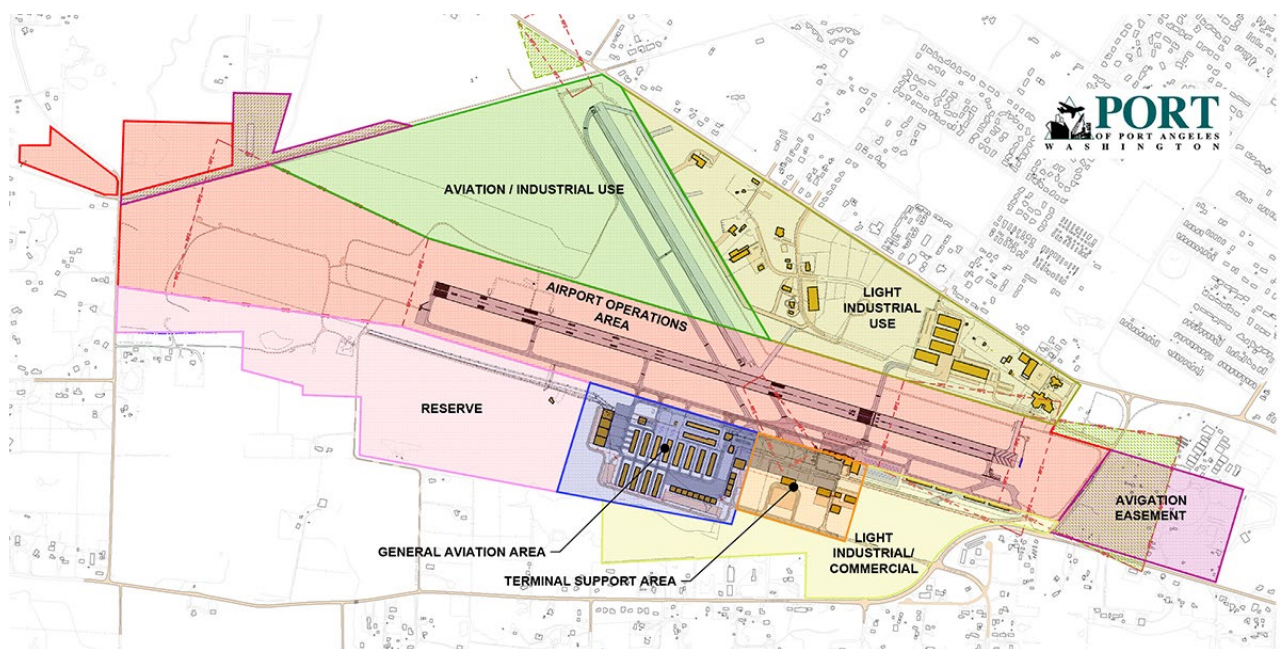 PORT
OF PORT ANGELES
WASHINGTON
AVIATION / INDUSTRIAL USE
AIRPORT OPERATIONS
AREA
LIGHT
INDUSTRIAL
USE
RESERVE
AVIGATION
EASEMENT
GENERAL AVIATION AREA
LIGHT
INDUSTRIAL/
COMMERCIAL
TERMINAL SUPPORT AREA